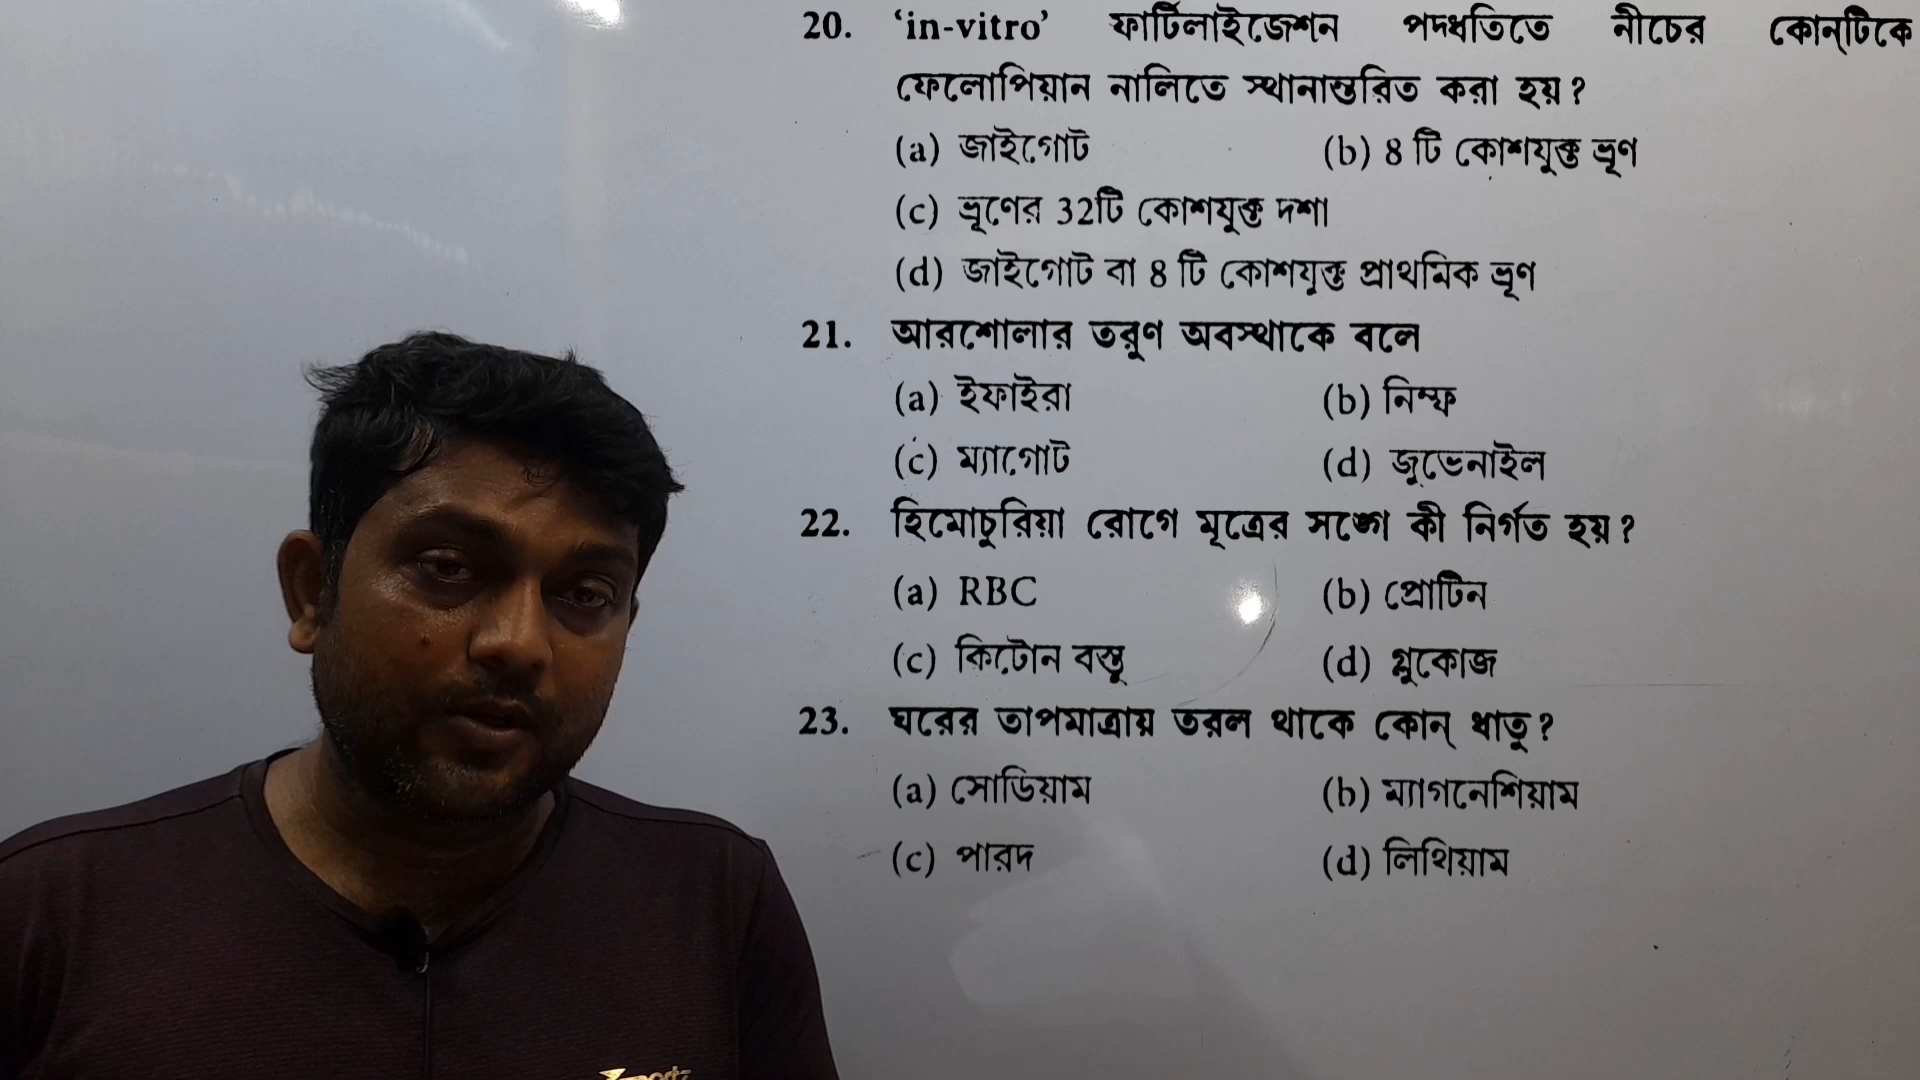 20. ‘in-vitro’ ফার্টিলাইজেশন পদ্ধতিতে নীচের কোন্‌টিকে
ফেলোপিয়ান নালিতে স্থানান্তরিত করা হয়?
(a) জাইগোট (b) 8 টি কোশযুক্ত ভ্রূণ
(c) ভ্রূণের 32টি কোশযুক্ত দশা
(d) জাইগোট বা 8 টি কোশযুক্ত প্রাথমিক ভ্রূণ
21. আরশোলার তরুণ অবস্থাকে বলে
(a) ইফাইরা (b) নিম্ফ
(c) ম্যাগোট (d) জুভেনাইল
22. হিমোচুরিয়া রোগে মূত্রের সঙ্গে কী নির্গত হয়?
(a) RBC (b) প্রোটিন
(c) কিটোন বস্তু (d) গ্লুকোজ
23. ঘরের তাপমাত্রায় তরল থাকে কোন্ ধাতু?
(a) সোডিয়াম (b) ম্যাগনেশিয়াম
(c) পারদ (d) লিথিয়াম